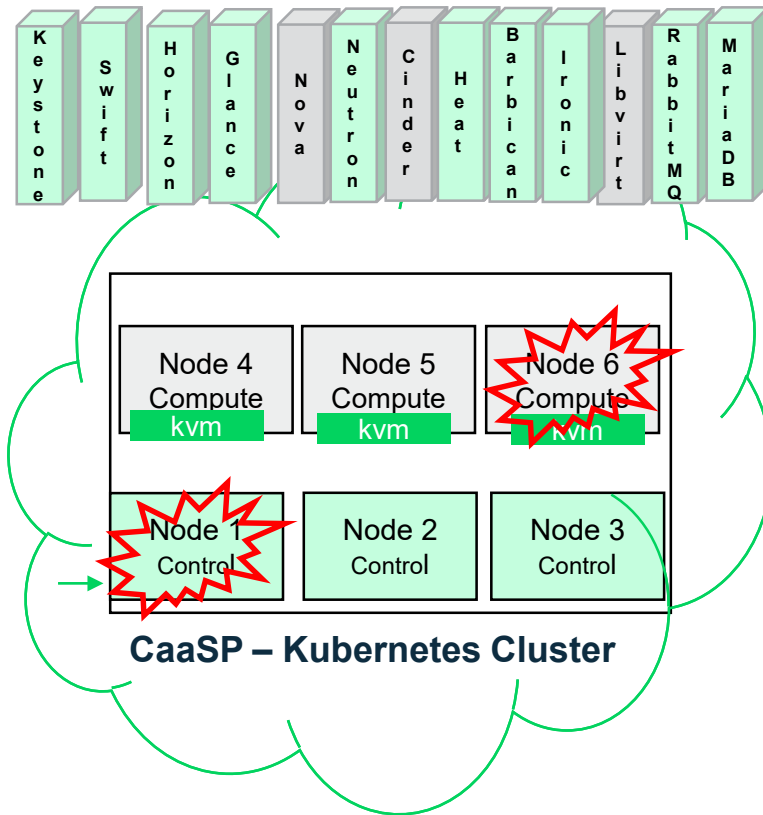 Keystone
Swift
Horizon
Glance
Nova
Neutron
Cinder
Heat
Barbican
Ironic
Libvirt
RabbitMQ
MariaDB
Node 4
Compute
kvm
Node 5
Compute
kvm
Node 6
Compute
kvm
Node 1
Control
Node 2
Control
Node 3
Control
CaaSP – Kubernetes Cluster